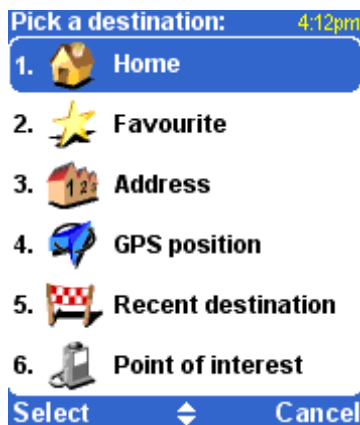 Pick a destination: 4:12pm
1. Home
2. Favourite
3. 123 Address
4. GPS position
5. Recent destination
6. Point of interest
Select Cancel